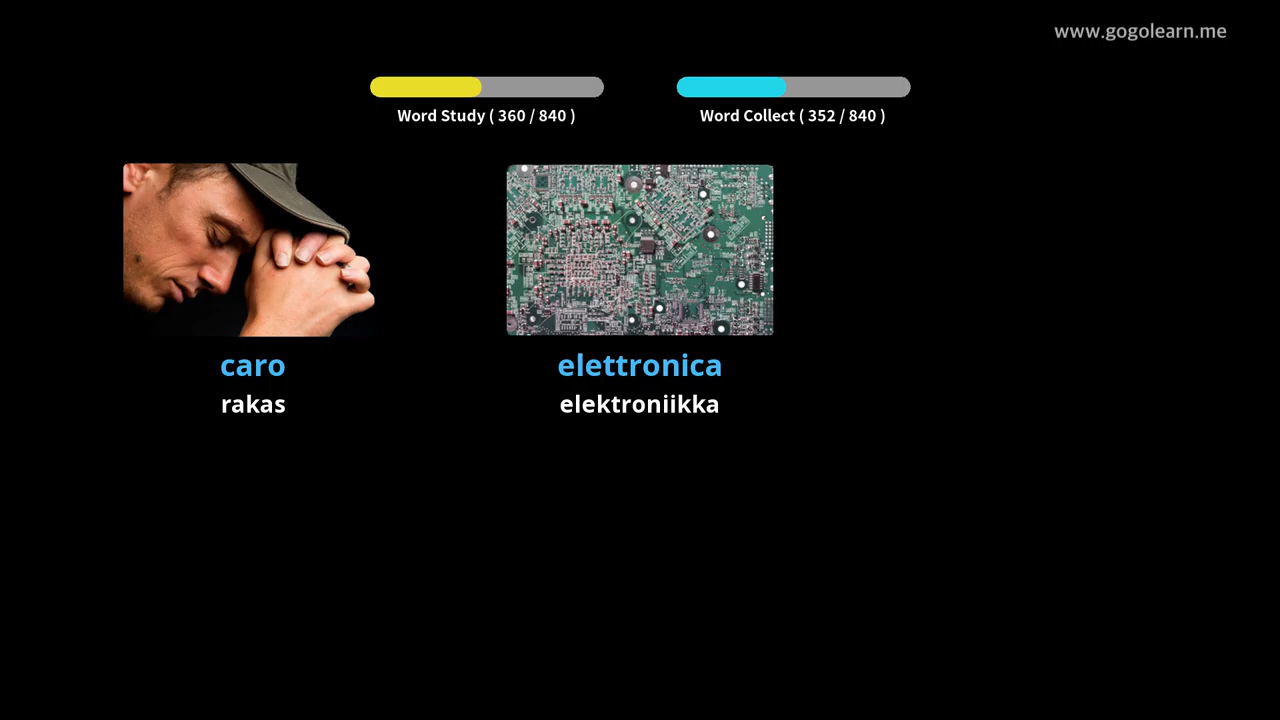 www.gogolearn.me
Word Study ( 360 / 840 )
Word Collect ( 352 / 840 )
caro
rakas
elettronica
elektroniikka